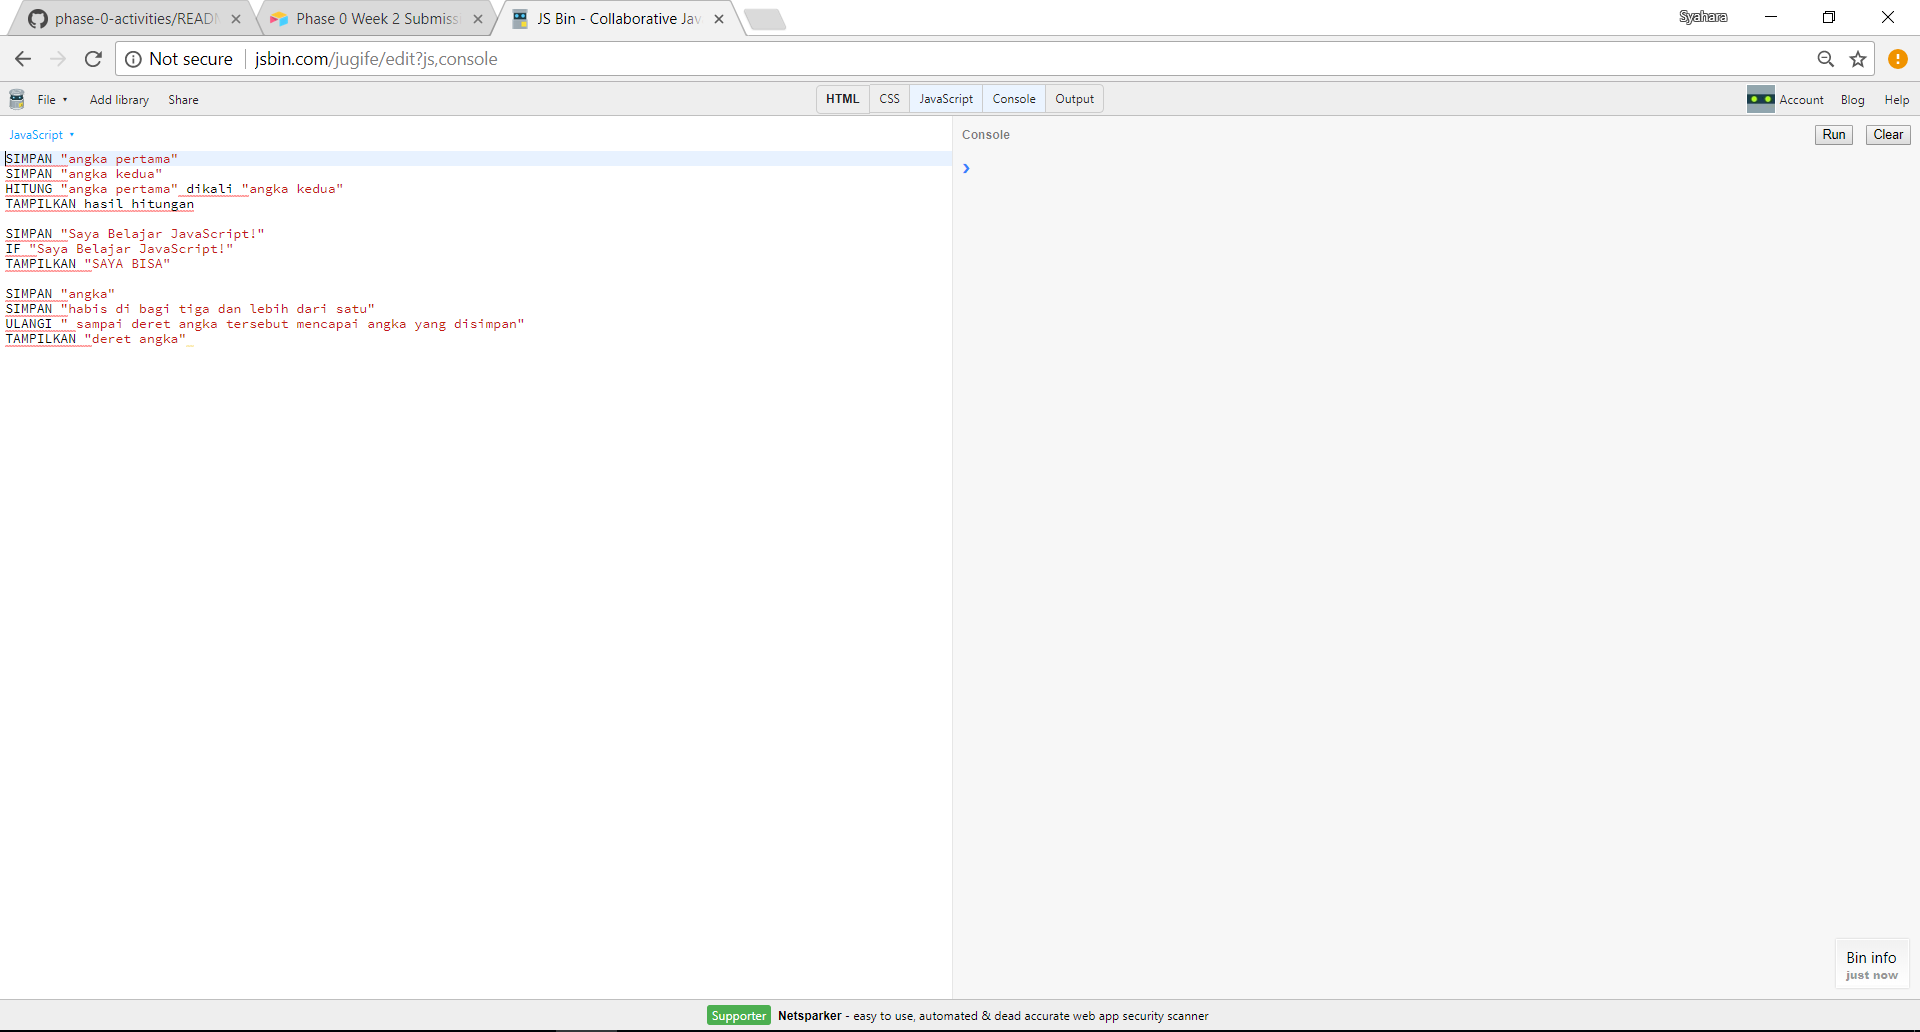 phase-0-activities/READ
Phase 0 Week 2 Submiss
JS Bin - Collaborative Jav
Syahara
Not secure
jsbin.com/jugife/edit?js,console
File
Add library
Share
HTML
CSS
JavaScript
Console
Output
Account
Blog
Help
JavaScript
Console
Run
Clear
SIMPAN "angka pertama"
SIMPAN "angka kedua"
HITUNG "angka pertama" dikali "angka kedua"
TAMPILKAN hasil hitungan
SIMPAN "Saya Belajar JavaScript!"
IF "Saya Belajar JavaScript!"
TAMPILKAN "SAYA BISA"
SIMPAN "angka"
SIMPAN "habis di bagi tiga dan lebih dari satu"
ULANGI " sampai deret angka tersebut mencapai angka yang disimpan"
TAMPILKAN "deret angka"
Bin info
just now
Supporter
Netsparker - easy to use, automated & dead accurate web app security scanner